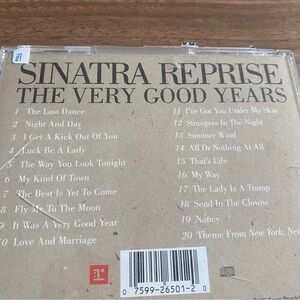 SINATRA REPRISE
THE VERY GOOD YEARS
1 The Last Dance
2 Night And Day
3 I Get A Kick Out Of You
4 Luck Be A Lady
5 The Way You Look Tonight
6 My Kind Of Town
7 The Best Is Yet To Come
8 Fly Me To The Moon
9 It Was A Very Good Year
10 Love And Marriage
11 I've Got You Under My Skin
12 Strangers In The Night
13 Summer Wind
14 All Or Nothing At All
15 That's Life
16 My Way
17 The Lady Is A Tramp
18 Send In The Clowns
19 Nancy
20 Theme From New York, New
0 7599-26501-2 0